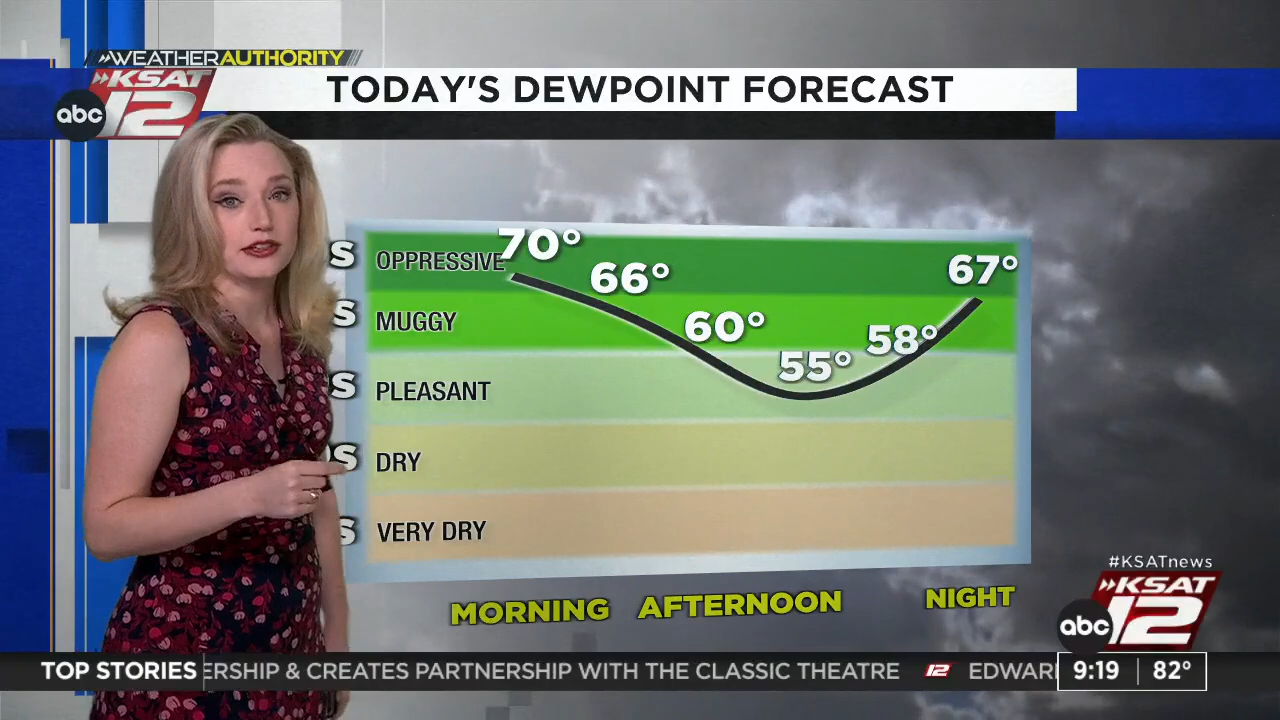 WEATHERAUTHORITY
KSAT
abc 12
TODAY'S DEWPOINT FORECAST
S OPPRESSIVE 70° 66° 67°
S MUGGY 60° 58°
S PLEASANT 55°
S DRY
S VERY DRY
MORNING AFTERNOON NIGHT
#KSATnews
KSAT
abc 12
TOP STORIES ERSHIP & CREATES PARTNERSHIP WITH THE CLASSIC THEATRE 12 EDWAR 9:19 82°